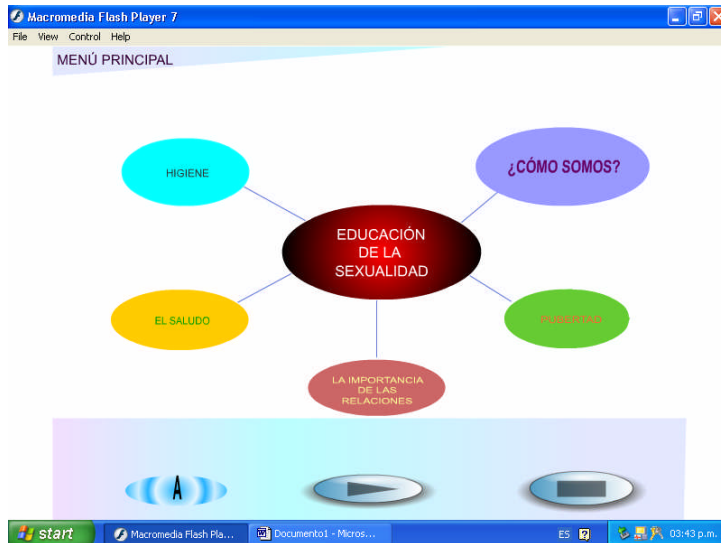 Macromedia Flash Player 7
File View Control Help
MENÚ PRINCIPAL
HIGIENE
¿CÓMO SOMOS?
EDUCACIÓN
DE LA
SEXUALIDAD
EL SALUDO
PUBERTAD
LA IMPORTANCIA
DE LAS
RELACIONES
A
start
Macromedia Flash Pla...
Documento1 - Micros...
ES
03:43 p.m.